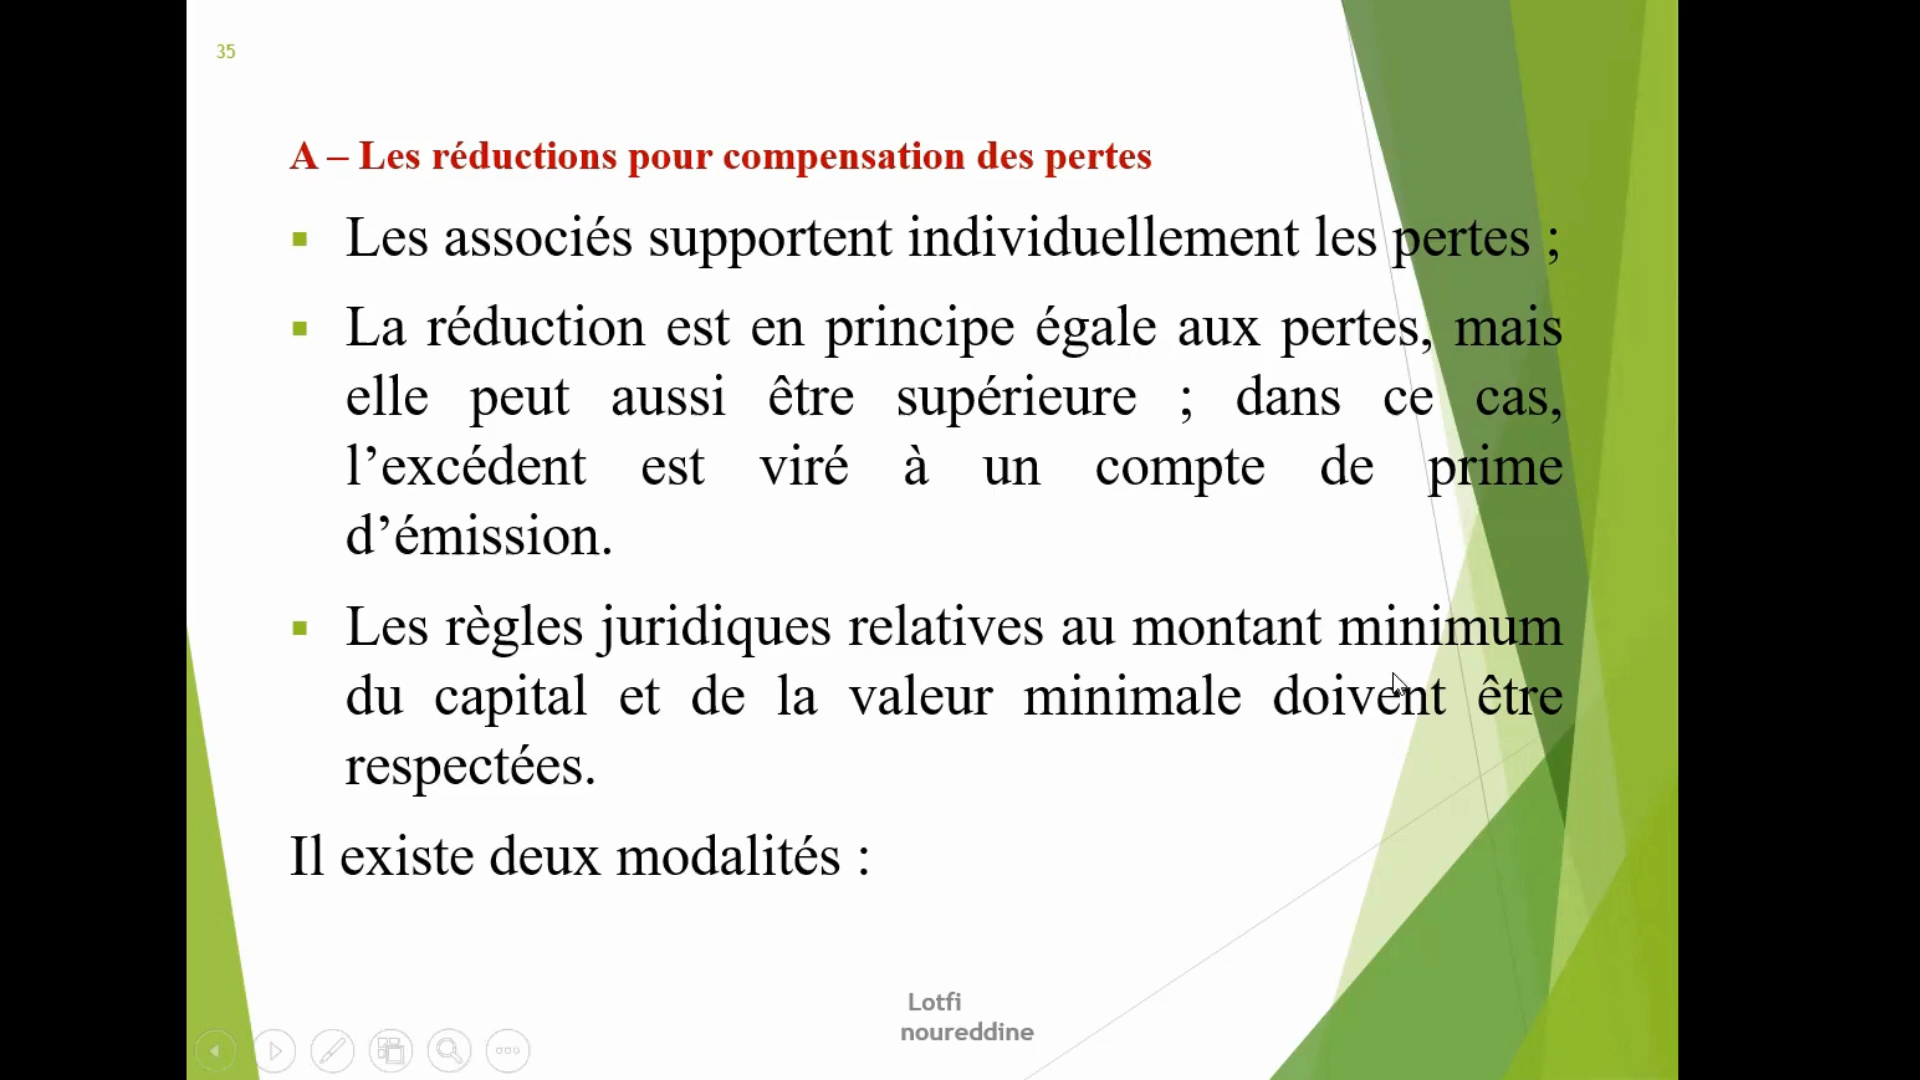 35
A – Les réductions pour compensation des pertes
▪ Les associés supportent individuellement les pertes ;
▪ La réduction est en principe égale aux pertes, mais
elle peut aussi être supérieure ; dans ce cas,
l’excédent est viré à un compte de prime
d’émission.
▪ Les règles juridiques relatives au montant minimum
du capital et de la valeur minimale doivent être
respectées.
Il existe deux modalités :
Lotfi
noureddine